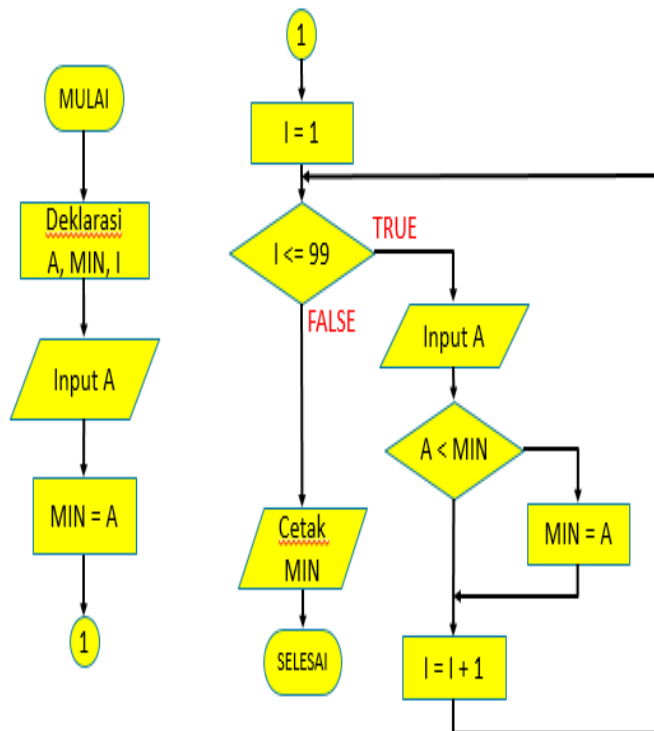 MULAI
Deklarasi
A, MIN, I
Input A
MIN = A
1
1
I = 1
I <= 99
TRUE
FALSE
Input A
A < MIN
MIN = A
I = I + 1
Cetak
MIN
SELESAI